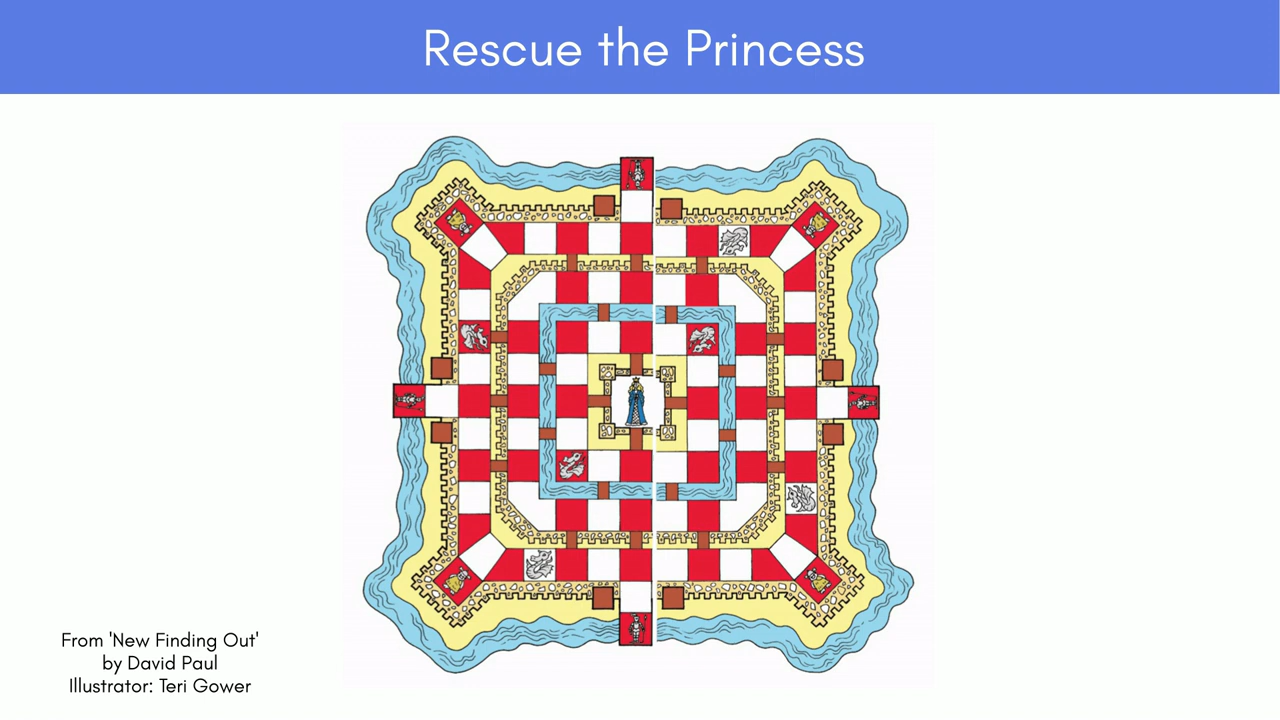 Rescue the Princess
From 'New Finding Out'
by David Paul
Illustrator: Teri Gower